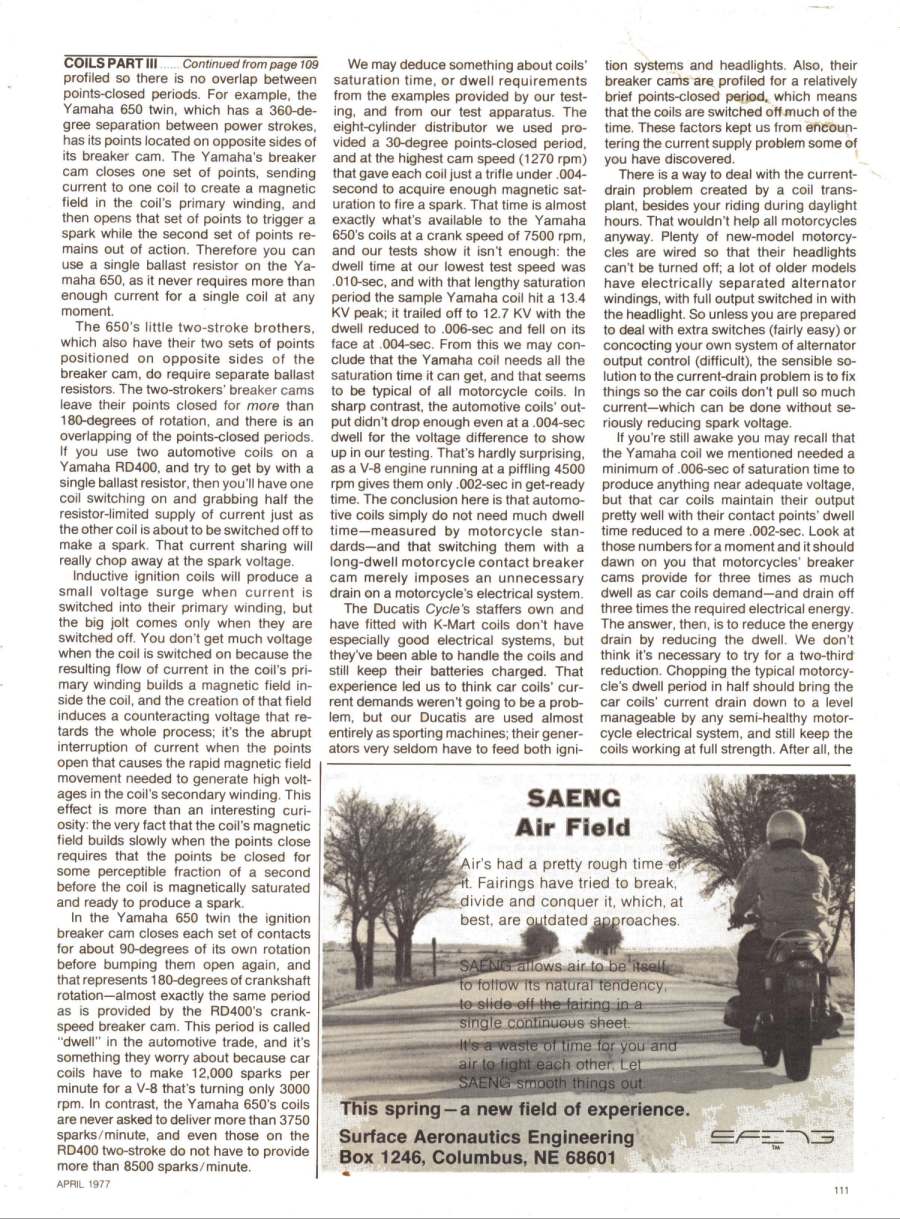 COILS PART III ...... Continued from page 109
profiled so there is no overlap between
points-closed periods. For example, the
Yamaha 650 twin, which has a 360-de-
gree separation between power strokes,
has its points located on opposite sides of
its breaker cam. The Yamaha's breaker
cam closes one set of points, sending
current to one coil to create a magnetic
field in the coil's primary winding, and
then opens that set of points to trigger a
spark while the second set of points re-
mains out of action. Therefore you can
use a single ballast resistor on the Ya-
maha 650, as it never requires more than
enough current for a single coil at any
moment.
The 650's little two-stroke brothers,
which also have their two sets of points
positioned on opposite sides of the
breaker cam, do require separate ballast
resistors. The two-strokers' breaker cams
leave their points closed for more than
180-degrees of rotation, and there is an
overlapping of the points-closed periods.
If you use two automotive coils on a
Yamaha RD400, and try to get by with a
single ballast resistor, then you'll have one
coil switching on and grabbing half the
resistor-limited supply of current just as
the other coil is about to be switched off to
make a spark. That current sharing will
really chop away at the spark voltage.
Inductive ignition coils will produce a
small voltage surge when current is
switched into their primary winding, but
the big jolt comes only when they are
switched off. You don't get much voltage
when the coil is switched on because the
resulting flow of current in the coil's pri-
mary winding builds a magnetic field in-
side the coil, and the creation of that field
induces a counteracting voltage that re-
tards the whole process; it's the abrupt
interruption of current when the points
open that causes the rapid magnetic field
movement needed to generate high volt-
ages in the coil's secondary winding. This
effect is more than an interesting curi-
osity: the very fact that the coil's magnetic
field builds slowly when the points close
requires that the points be closed for
some perceptible fraction of a second
before the coil is magnetically saturated
and ready to produce a spark.
In the Yamaha 650 twin the ignition
breaker cam closes each set of contacts
for about 90-degrees of its own rotation
before bumping them open again, and
that represents 180-degrees of crankshaft
rotation—almost exactly the same period
as is provided by the RD400's crank-
speed breaker cam. This period is called
"dwell" in the automotive trade, and it's
something they worry about because car
coils have to make 12,000 sparks per
minute for a V-8 that's turning only 3000
rpm. In contrast, the Yamaha 650's coils
are never asked to deliver more than 3750
sparks/minute, and even those on the
RD400 two-stroke do not have to provide
more than 8500 sparks/minute.
We may deduce something about coils'
saturation time, or dwell requirements
from the examples provided by our test-
ing, and from our test apparatus. The
eight-cylinder distributor we used pro-
vided a 30-degree points-closed period,
and at the highest cam speed (1270 rpm)
that gave each coil just a trifle under .004-
second to acquire enough magnetic sat-
uration to fire a spark. That time is almost
exactly what's available to the Yamaha
650's coils at a crank speed of 7500 rpm,
and our tests show it isn't enough: the
dwell time at our lowest test speed was
.010-sec, and with that lengthy saturation
period the sample Yamaha coil hit a 13.4
KV peak; it trailed off to 12.7 KV with the
dwell reduced to .006-sec and fell on its
face at .004-sec. From this we may con-
clude that the Yamaha coil needs all the
saturation time it can get, and that seems
to be typical of all motorcycle coils. In
sharp contrast, the automotive coils' out-
put didn't drop enough even at a .004-sec
dwell for the voltage difference to show
up in our testing. That's hardly surprising,
as a V-8 engine running at a piffling 4500
rpm gives them only .002-sec in get-ready
time. The conclusion here is that automo-
tive coils simply do not need much dwell
time—measured by motorcycle stan-
dards—and that switching them with a
long-dwell motorcycle contact breaker
cam merely imposes an unnecessary
drain on a motorcycle's electrical system.
The Ducatis Cycle's staffers own and
have fitted with K-Mart coils don't have
especially good electrical systems, but
they've been able to handle the coils and
still keep their batteries charged. That
experience led us to think car coils' cur-
rent demands weren't going to be a prob-
lem, but our Ducatis are used almost
entirely as sporting machines; their gener-
ators very seldom have to feed both igni-
tion systems and headlights. Also, their
breaker cams are profiled for a relatively
brief points-closed period, which means
that the coils are switched off much of the
time. These factors kept us from encoun-
tering the current supply problem some of
you have discovered.
There is a way to deal with the current-
drain problem created by a coil trans-
plant, besides your riding during daylight
hours. That wouldn't help all motorcycles
anyway. Plenty of new-model motorcy-
cles are wired so that their headlights
can't be turned off; a lot of older models
have electrically separated alternator
windings, with full output switched in with
the headlight. So unless you are prepared
to deal with extra switches (fairly easy) or
concocting your own system of alternator
output control (difficult), the sensible so-
lution to the current-drain problem is to fix
things so the car coils don't pull so much
current—which can be done without se-
riously reducing spark voltage.
If you're still awake you may recall that
the Yamaha coil we mentioned needed a
minimum of .006-sec of saturation time to
produce anything near adequate voltage,
but that car coils maintain their output
pretty well with their contact points' dwell
time reduced to a mere .002-sec. Look at
those numbers for a moment and it should
dawn on you that motorcycles' breaker
cams provide for three times as much
dwell as car coils demand—and drain off
three times the required electrical energy.
The answer, then, is to reduce the energy
drain by reducing the dwell. We don't
think it's necessary to try for a two-third
reduction. Chopping the typical motorcy-
cle's dwell period in half should bring the
car coils' current drain down to a level
manageable by any semi-healthy motor-
cycle electrical system, and still keep the
coils working at full strength. After all, the
SAENG
Air Field
Air's had a pretty rough time of
it. Fairings have tried to break,
divide and conquer it, which, at
best, are outdated approaches.
SAENG allows air to be itself,
to follow its natural tendency,
to slide off the fairing in a
single continuous sheet.
It's a waste of time for you and
air to fight each other. Let
SAENG smooth things out.
This spring—a new field of experience.
Surface Aeronautics Engineering
Box 1246, Columbus, NE 68601
SAENG
TM
APRIL 1977
111